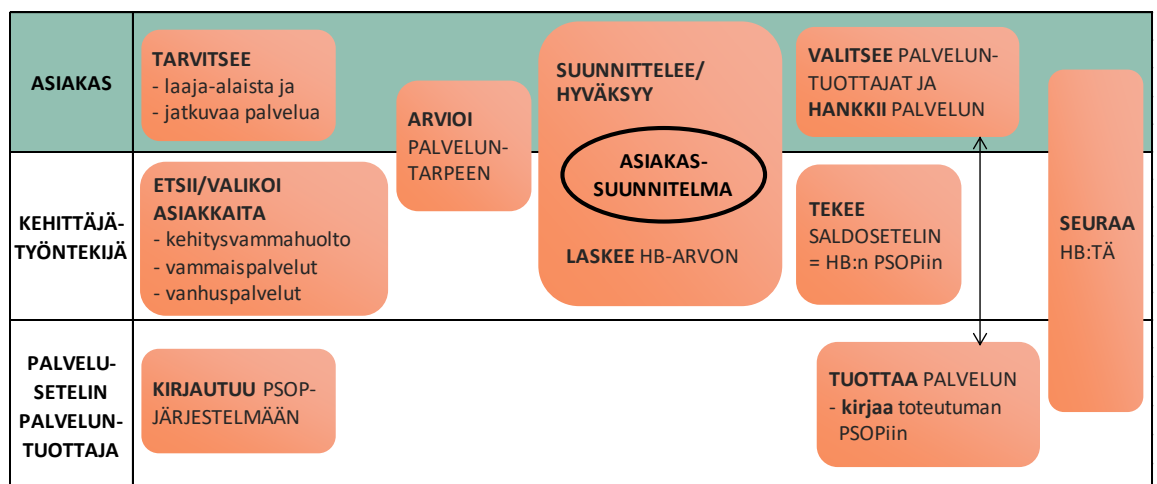 ASIAKAS
TARVITSEE
- laaja-alaista ja
- jatkuvaa palvelua
ARVIOI
PALVELUN-
TARPEEN
SUUNNITTELEE/
HYVÄKSYY
ASIAKAS-
SUUNNITELMA
LASKEE HB-ARVON
VALITSEE PALVELUN-
TUOTTAJAT JA
HANKKII PALVELUN
KEHITTÄJÄ-
TYÖNTEKIJÄ
ETSII/VALIKOI
ASIAKKAITA
- kehitysvammahuolto
- vammaispalvelut
- vanhuspalvelut
TEKEE
SALDOSETELIN
= HB:n PSOPiin
SEURAA
HB:TÄ
PALVELU-
SETELIN
PALVELUN-
TUOTTAJA
KIRJAUTUU PSOP-
JÄRJESTELMÄÄN
TUOTTAA PALVELUN
- kirjaa toteutuman
PSOPiin